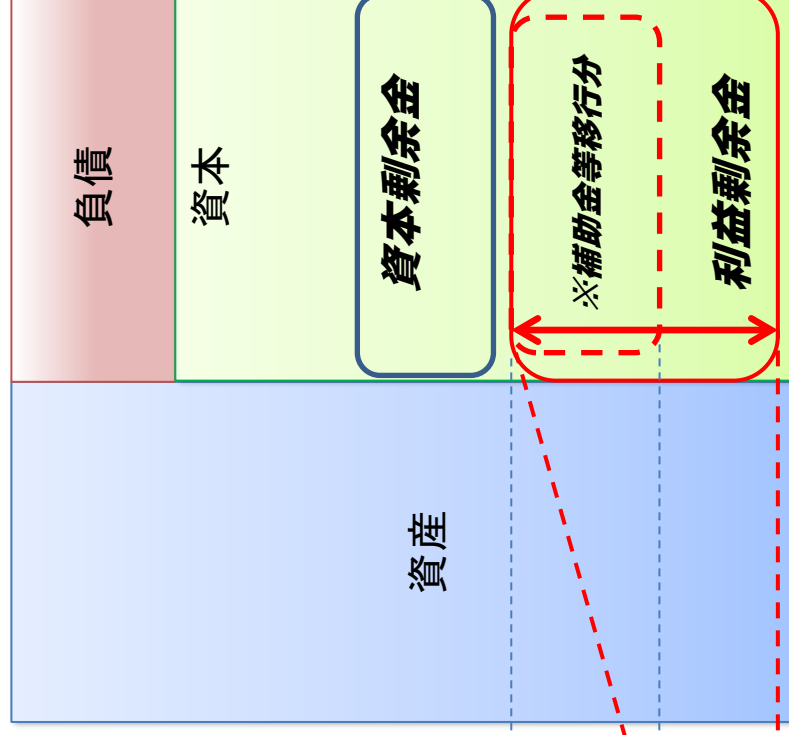 負債
資本
資本剰余金
※補助金等移行分
利益剰余金
資産